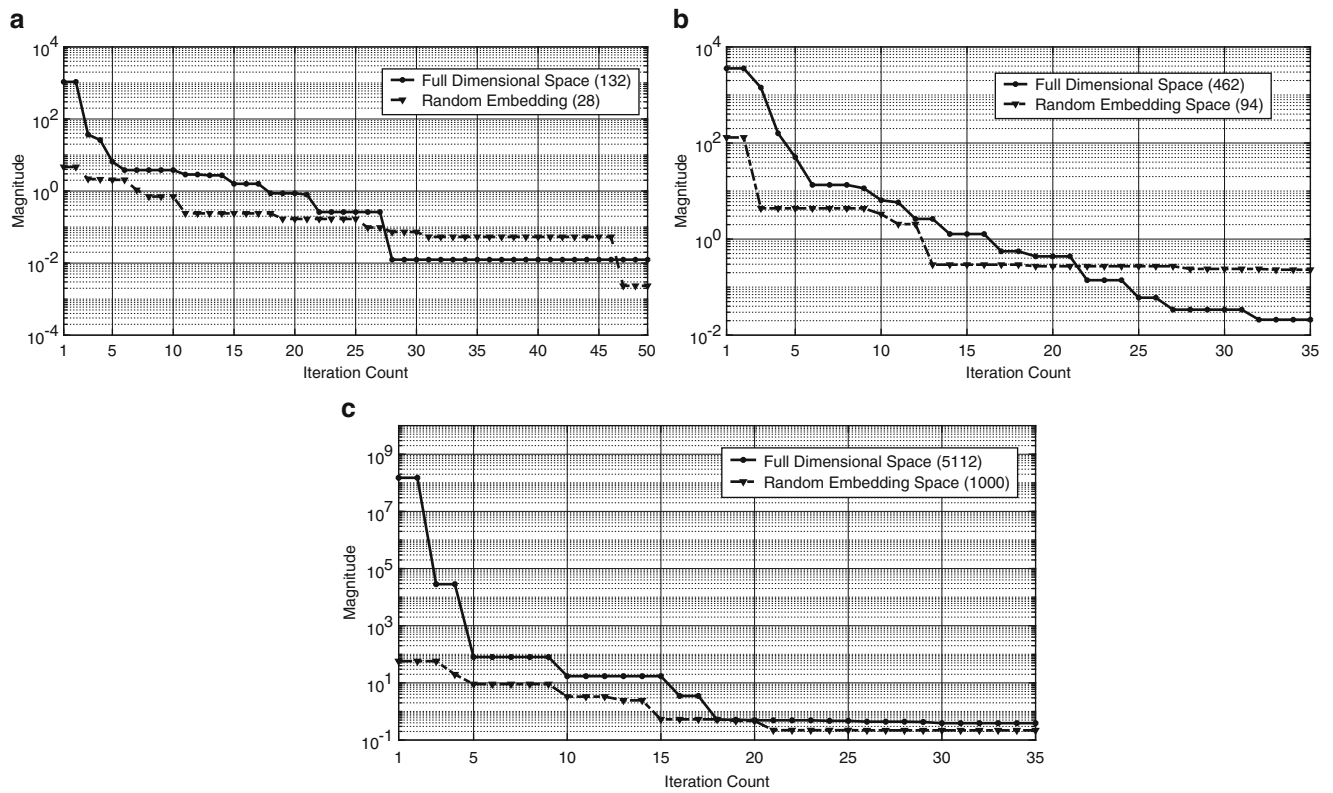 a
10^4
10^2
10^0
10^-2
10^-4
Magnitude
Full Dimensional Space (132)
Random Embedding (28)
1 5 10 15 20 25 30 35 40 45 50
Iteration Count
b
10^4
10^2
10^0
10^-2
Magnitude
Full Dimensional Space (462)
Random Embedding Space (94)
1 5 10 15 20 25 30 35
Iteration Count
c
10^9
10^7
10^5
10^3
10^1
10^-1
Magnitude
Full Dimensional Space (5112)
Random Embedding Space (1000)
1 5 10 15 20 25 30 35
Iteration Count